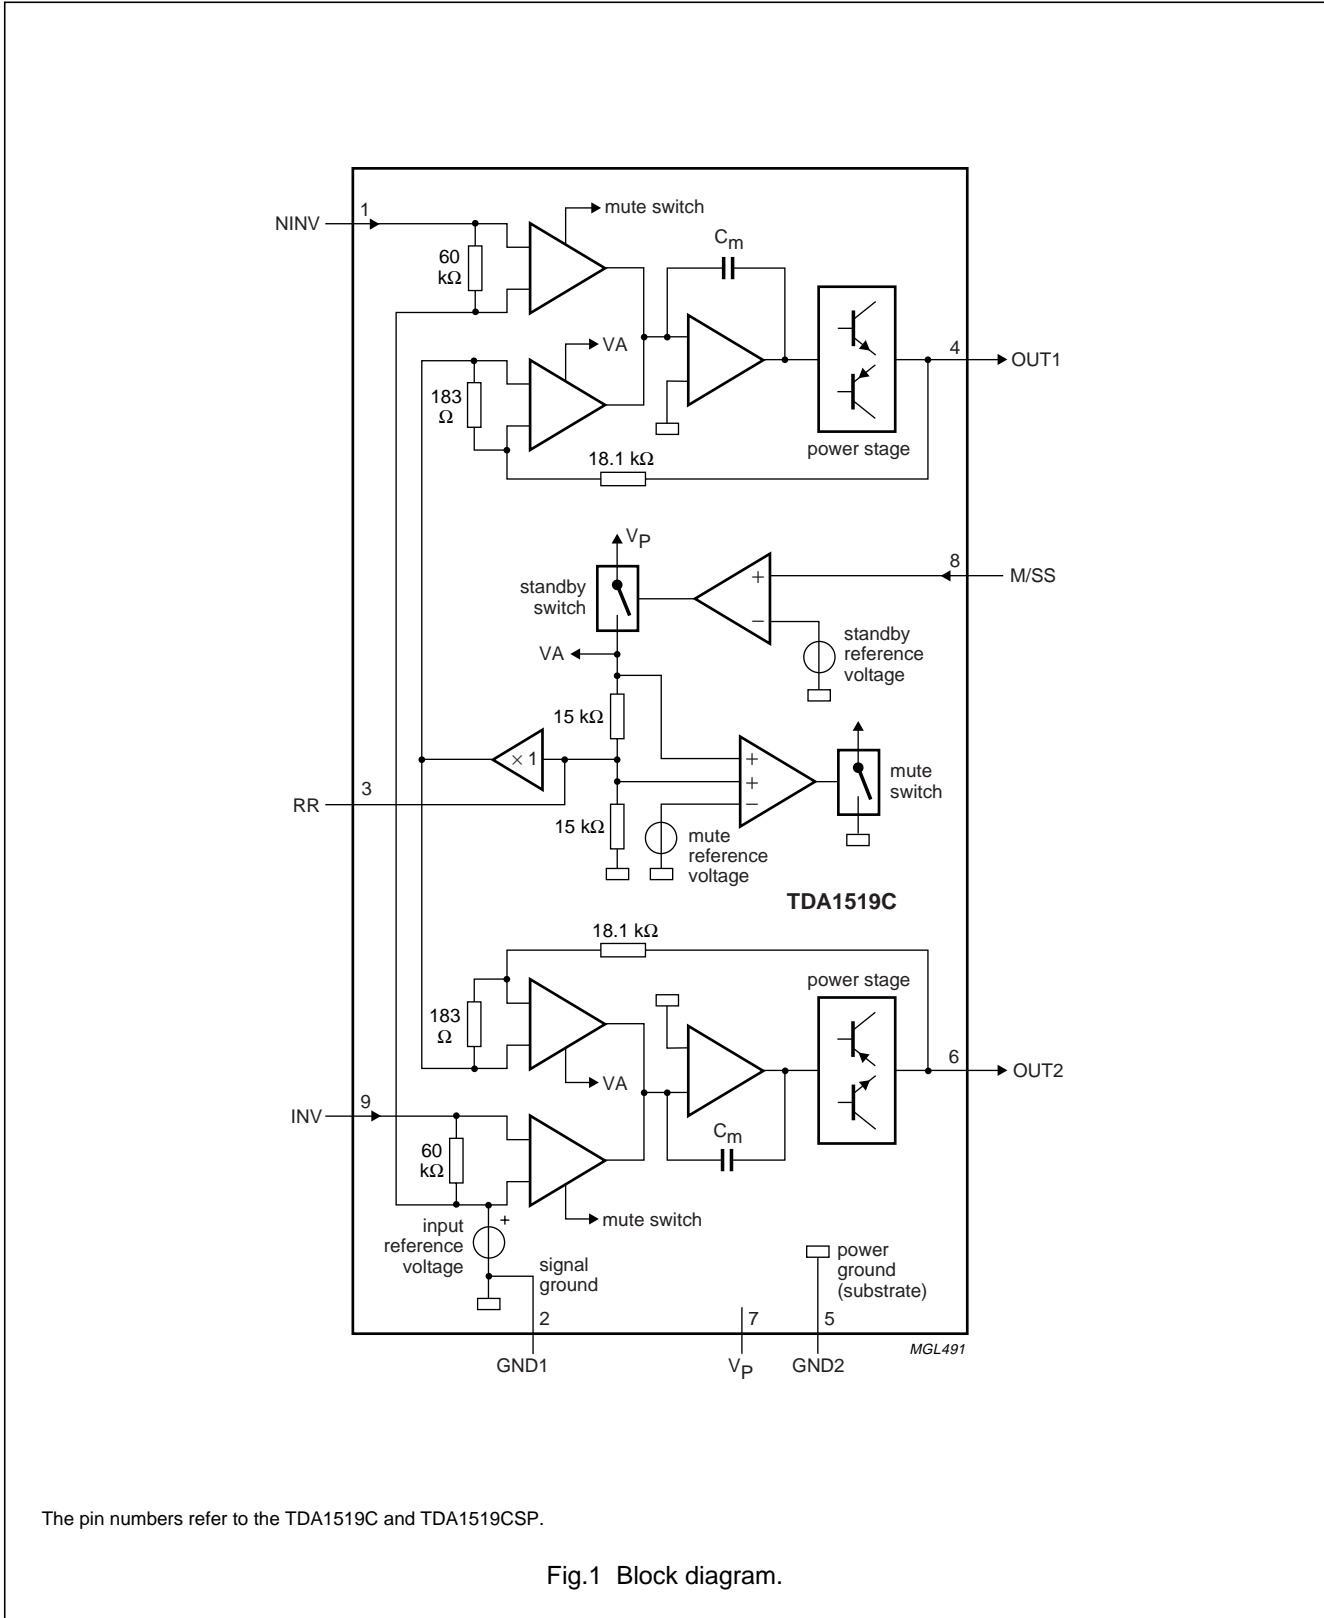 NINV
1
mute switch
60
kΩ
Cm
VA
183
Ω
4
OUT1
power stage
18.1 kΩ
VP
standby
switch
+
−
8
M/SS
standby
reference
voltage
VA
15 kΩ
× 1
+
+
−
mute
switch
3
RR
15 kΩ
mute
reference
voltage
TDA1519C
18.1 kΩ
power stage
183
Ω
VA
6
OUT2
INV
9
60
kΩ
Cm
mute switch
input
reference
voltage
+
signal
ground
power
ground
(substrate)
2
7
5
GND1
VP
GND2
MGL491
The pin numbers refer to the TDA1519C and TDA1519CSP.
Fig.1 Block diagram.